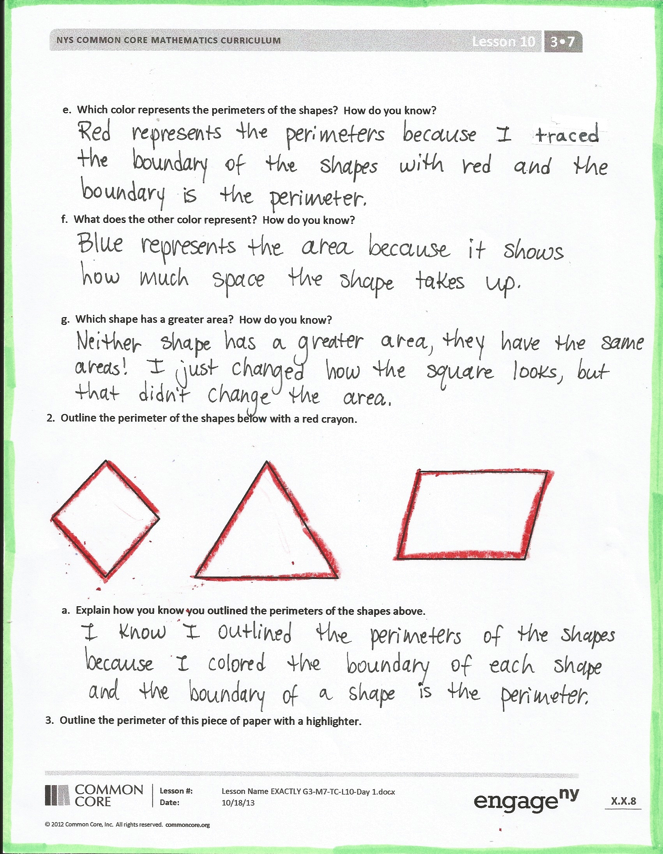 NYS COMMON CORE MATHEMATICS CURRICULUM Lesson 10 3•7
e. Which color represents the perimeters of the shapes? How do you know?
Red represents the perimeters because I traced
the boundary of the shapes with red and the
boundary is the perimeter.
f. What does the other color represent? How do you know?
Blue represents the area because it shows
how much space the shape takes up.
g. Which shape has a greater area? How do you know?
Neither shape has a greater area, they have the same
areas! I just changed how the square looks, but
that didn't change the area.
2. Outline the perimeter of the shapes below with a red crayon.
a. Explain how you know you outlined the perimeters of the shapes above.
I know I outlined the perimeters of the shapes
because I colored the boundary of each shape
and the boundary of a shape is the perimeter.
3. Outline the perimeter of this piece of paper with a highlighter.
COMMON CORE
Lesson #: Lesson Name EXACTLY G3-M7-TC-L10-Day 1.docx
Date: 10/18/13
engageny
X.X.8
© 2012 Common Core, Inc. All rights reserved. commoncore.org